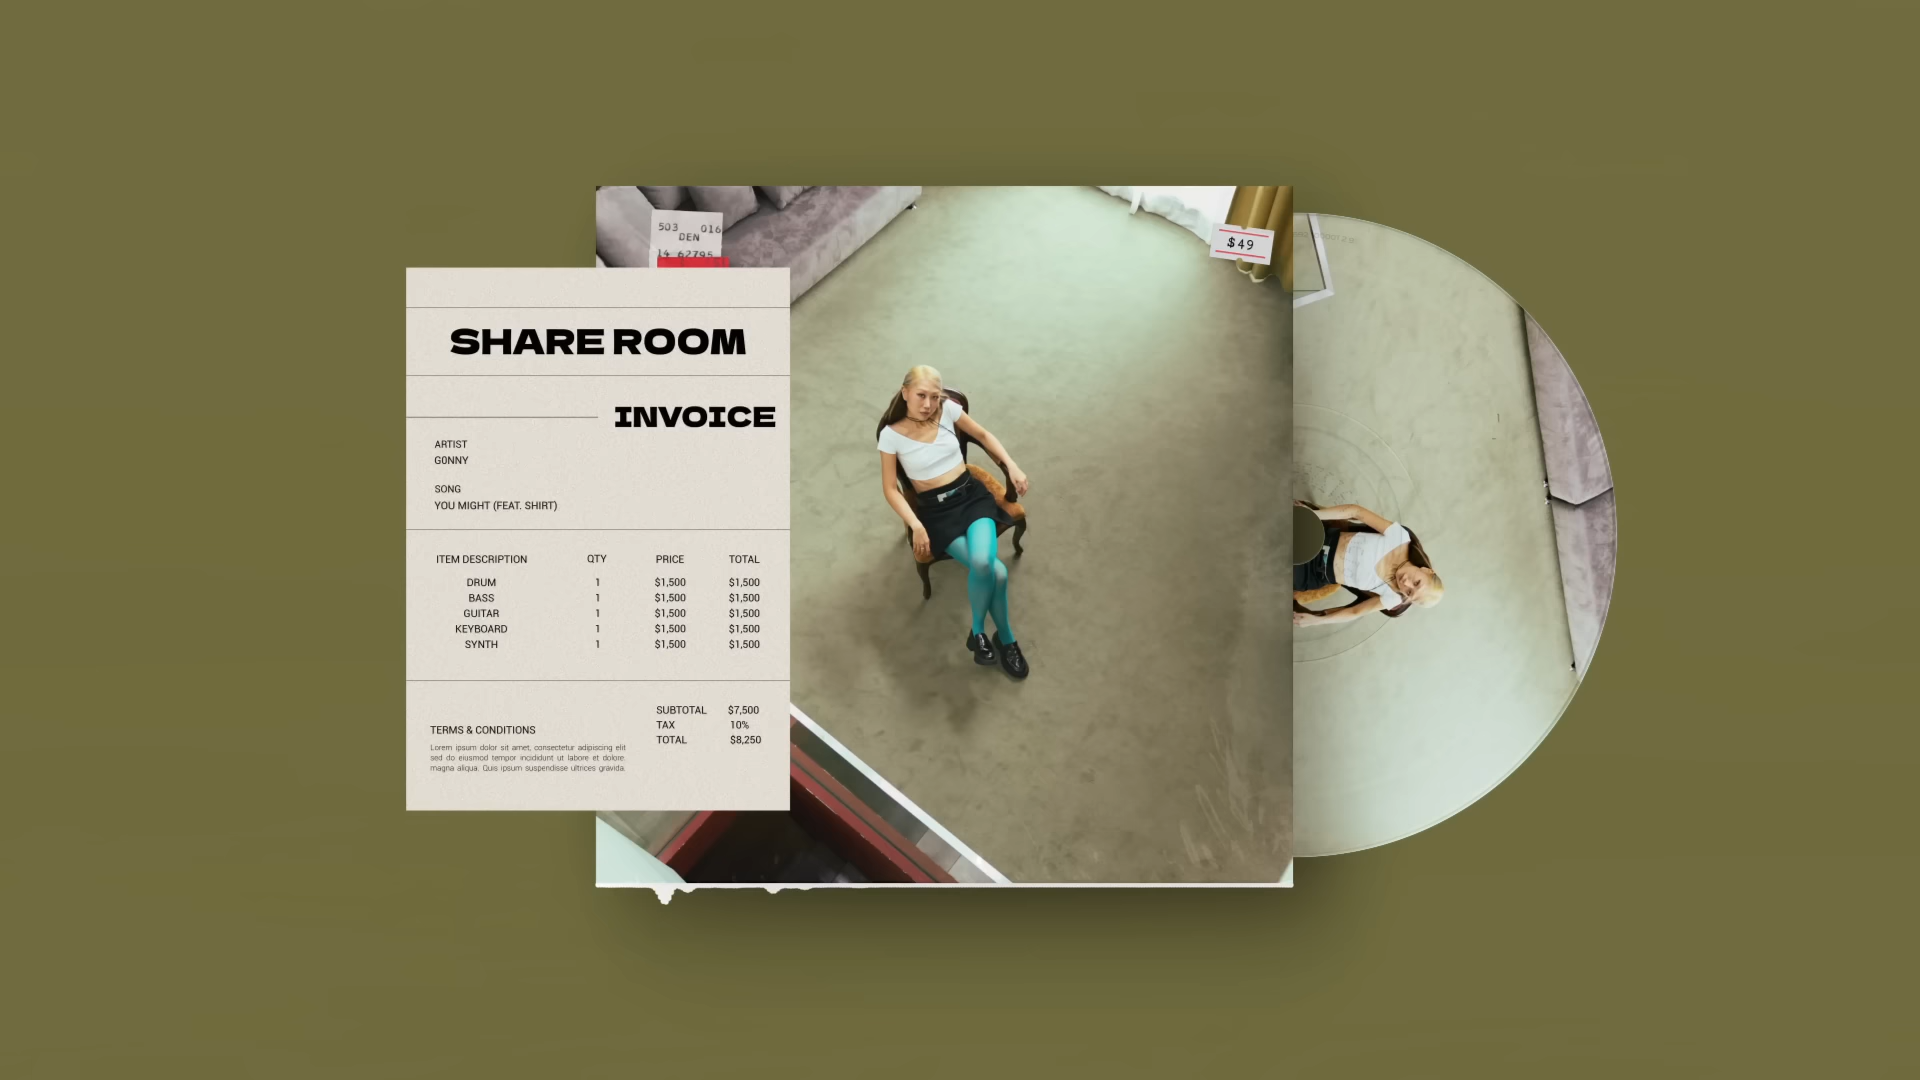 503 016
DEN
14 62795
$49
SHARE ROOM
INVOICE
ARTIST
G0NNY
SONG
YOU MIGHT (FEAT. SHIRT)
ITEM DESCRIPTION QTY PRICE TOTAL
DRUM 1 $1,500 $1,500
BASS 1 $1,500 $1,500
GUITAR 1 $1,500 $1,500
KEYBOARD 1 $1,500 $1,500
SYNTH 1 $1,500 $1,500
SUBTOTAL $7,500
TAX 10%
TOTAL $8,250
TERMS & CONDITIONS
Lorem ipsum dolor sit amet, consectetur adipiscing elit
sed do eiusmod tempor incididunt ut labore et dolore
magna aliqua. Quis ipsum suspendisse ultrices gravida.